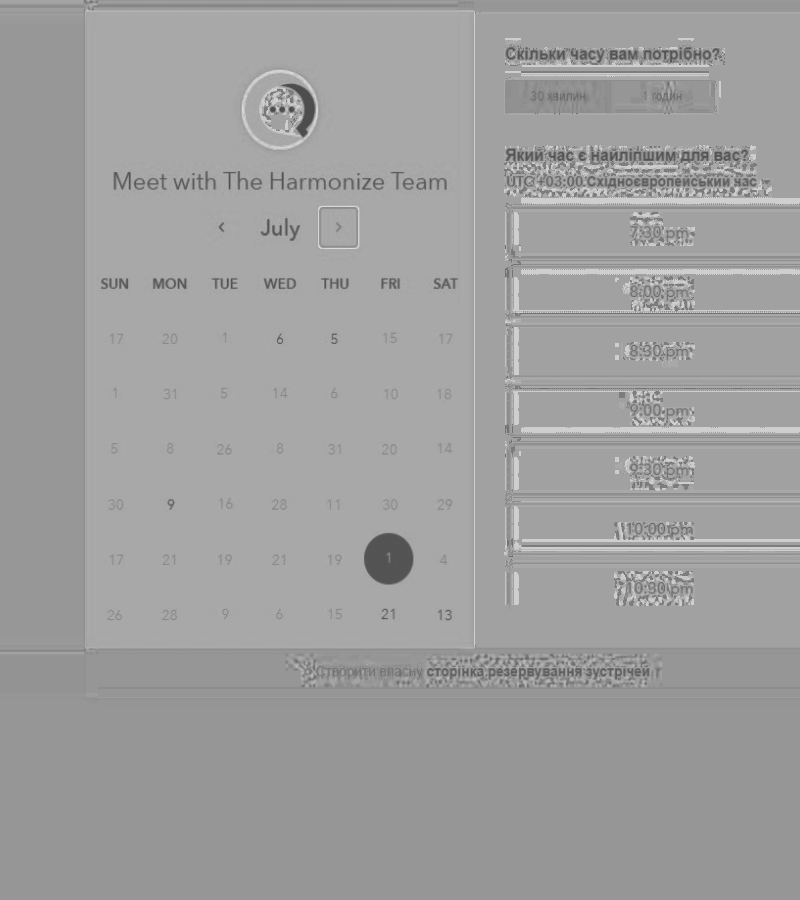 Meet with The Harmonize Team
‹ July ›
SUN MON TUE WED THU FRI SAT
17 20 1 6 5 15 17
1 31 5 14 6 10 18
5 8 26 8 31 20 14
30 9 16 28 11 30 29
17 21 19 21 19 1 4
26 28 9 6 15 21 13
Скільки часу вам потрібно?
30 хвилин 1 годин
Який час є найліпшим для вас?
UTC +03:00 Східноєвропейський час
7:30 pm
8:00 pm
8:30 pm
9:00 pm
9:30 pm
10:00 pm
10:30 pm
Створити власну сторінка резервування зустрічей